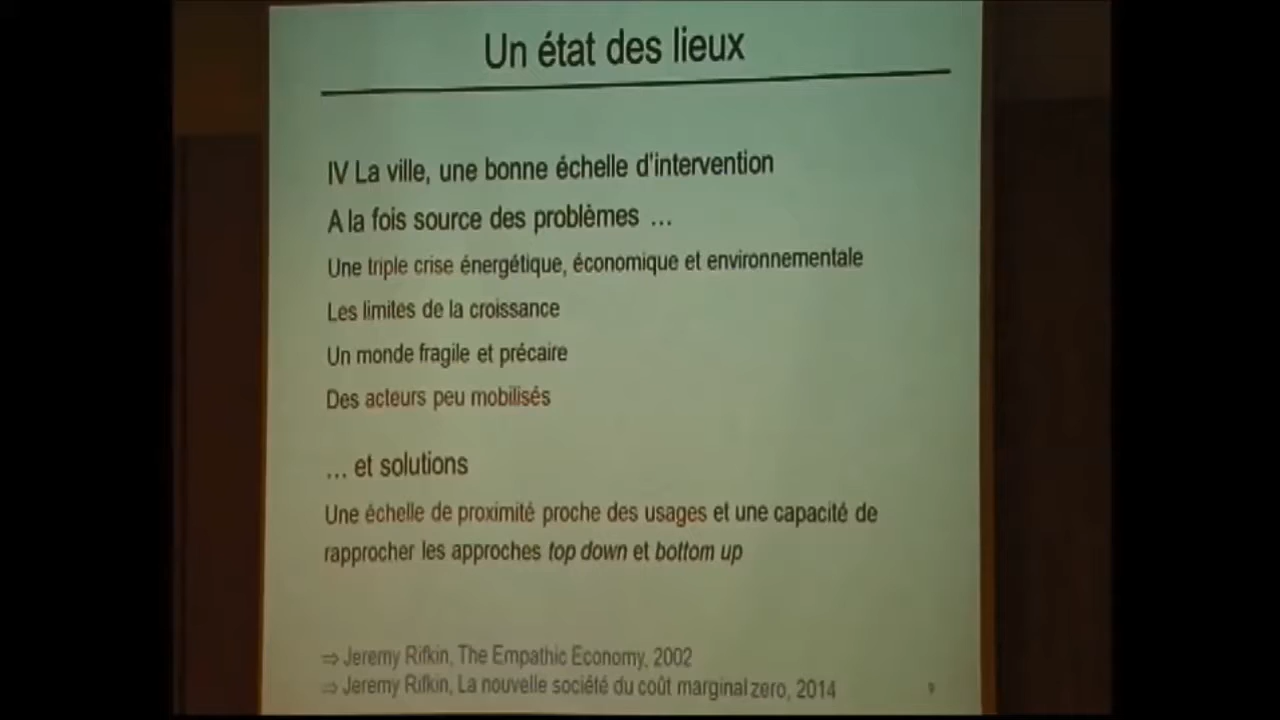 Un état des lieux
IV La ville, une bonne échelle d'intervention
A la fois source des problèmes ...
Une triple crise énergétique, économique et environnementale
Les limites de la croissance
Un monde fragile et précaire
Des acteurs peu mobilisés
... et solutions
Une échelle de proximité proche des usages et une capacité de
rapprocher les approches top down et bottom up
⇒ Jeremy Rifkin, The Empathic Economy, 2002
⇒ Jeremy Rifkin, La nouvelle société du coût marginal zero, 2014
9